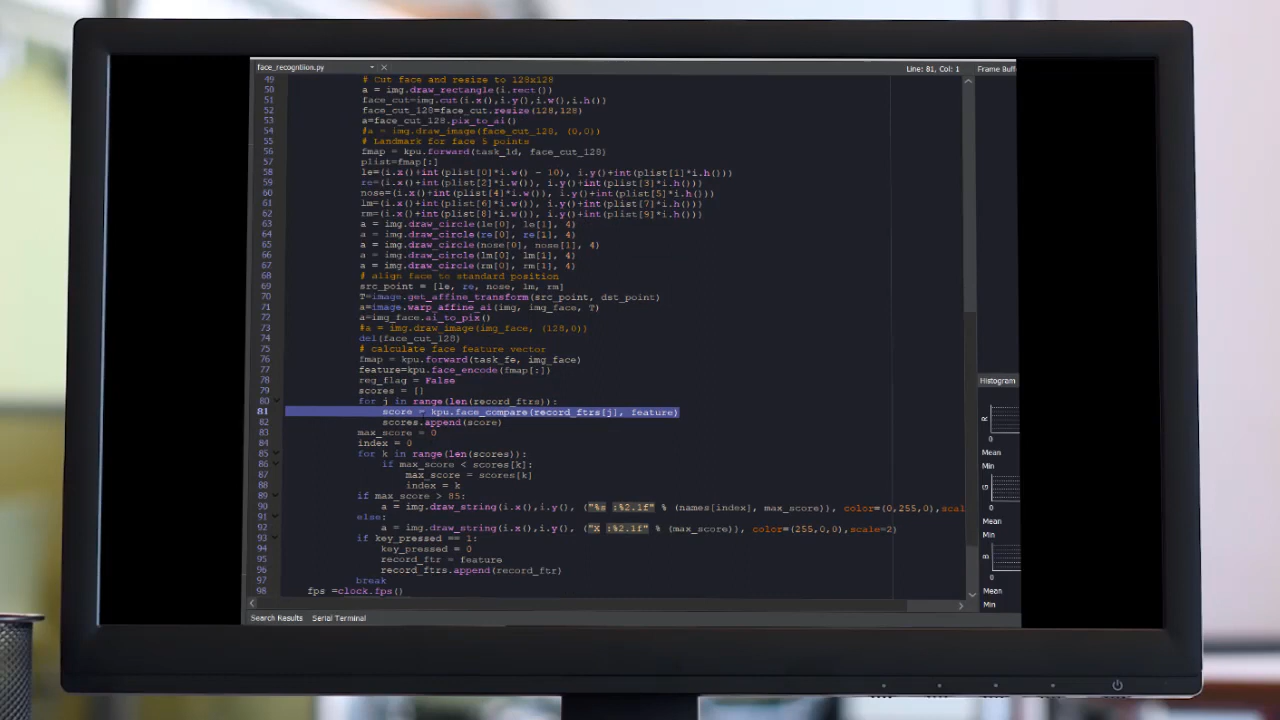 face_recogntiion.py
Line: 81, Col: 1
Frame Buff
49 # Cut face and resize to 128x128
50 a = img.draw_rectangle(i.rect())
51 face_cut=img.cut(i.x(),i.y(),i.w(),i.h())
52 face_cut_128=face_cut.resize(128,128)
53 a=face_cut_128.pix_to_ai()
54 #a = img.draw_image(face_cut_128, (0,0))
55 # Landmark for face 5 points
56 fmap = kpu.forward(task_ld, face_cut_128)
57 plist=fmap[:]
58 le=(i.x()+int(plist[0]*i.w() - 10), i.y()+int(plist[1]*i.h()))
59 re=(i.x()+int(plist[2]*i.w()), i.y()+int(plist[3]*i.h()))
60 nose=(i.x()+int(plist[4]*i.w()), i.y()+int(plist[5]*i.h()))
61 lm=(i.x()+int(plist[6]*i.w()), i.y()+int(plist[7]*i.h()))
62 rm=(i.x()+int(plist[8]*i.w()), i.y()+int(plist[9]*i.h()))
63 a = img.draw_circle(le[0], le[1], 4)
64 a = img.draw_circle(re[0], re[1], 4)
65 a = img.draw_circle(nose[0], nose[1], 4)
66 a = img.draw_circle(lm[0], lm[1], 4)
67 a = img.draw_circle(rm[0], rm[1], 4)
68 # align face to standard position
69 src_point = [le, re, nose, lm, rm]
70 T=image.get_affine_transform(src_point, dst_point)
71 a=image.warp_affine_ai(img, img_face, T)
72 a=img_face.ai_to_pix()
73 #a = img.draw_image(img_face, (128,0))
74 del(face_cut_128)
75 # calculate face feature vector
76 fmap = kpu.forward(task_fe, img_face)
77 feature=kpu.face_encode(fmap[:])
78 reg_flag = False
79 scores = []
80 for j in range(len(record_ftrs)):
81 score = kpu.face_compare(record_ftrs[j], feature)
82 scores.append(score)
83 max_score = 0
84 index = 0
85 for k in range(len(scores)):
86 if max_score < scores[k]:
87 max_score = scores[k]
88 index = k
89 if max_score > 85:
90 a = img.draw_string(i.x(),i.y(), ("%s :%2.1f" % (names[index], max_score)), color=(0,255,0),scal
91 else:
92 a = img.draw_string(i.x(),i.y(), ("X :%2.1f" % (max_score)), color=(255,0,0),scale=2)
93 if key_pressed == 1:
94 key_pressed = 0
95 record_ftr = feature
96 record_ftrs.append(record_ftr)
97 break
98 fps =clock.fps()
Histogram
R
0
Mean
Min
G
0
Mean
Min
B
0
Mean
Min
Search Results Serial Terminal